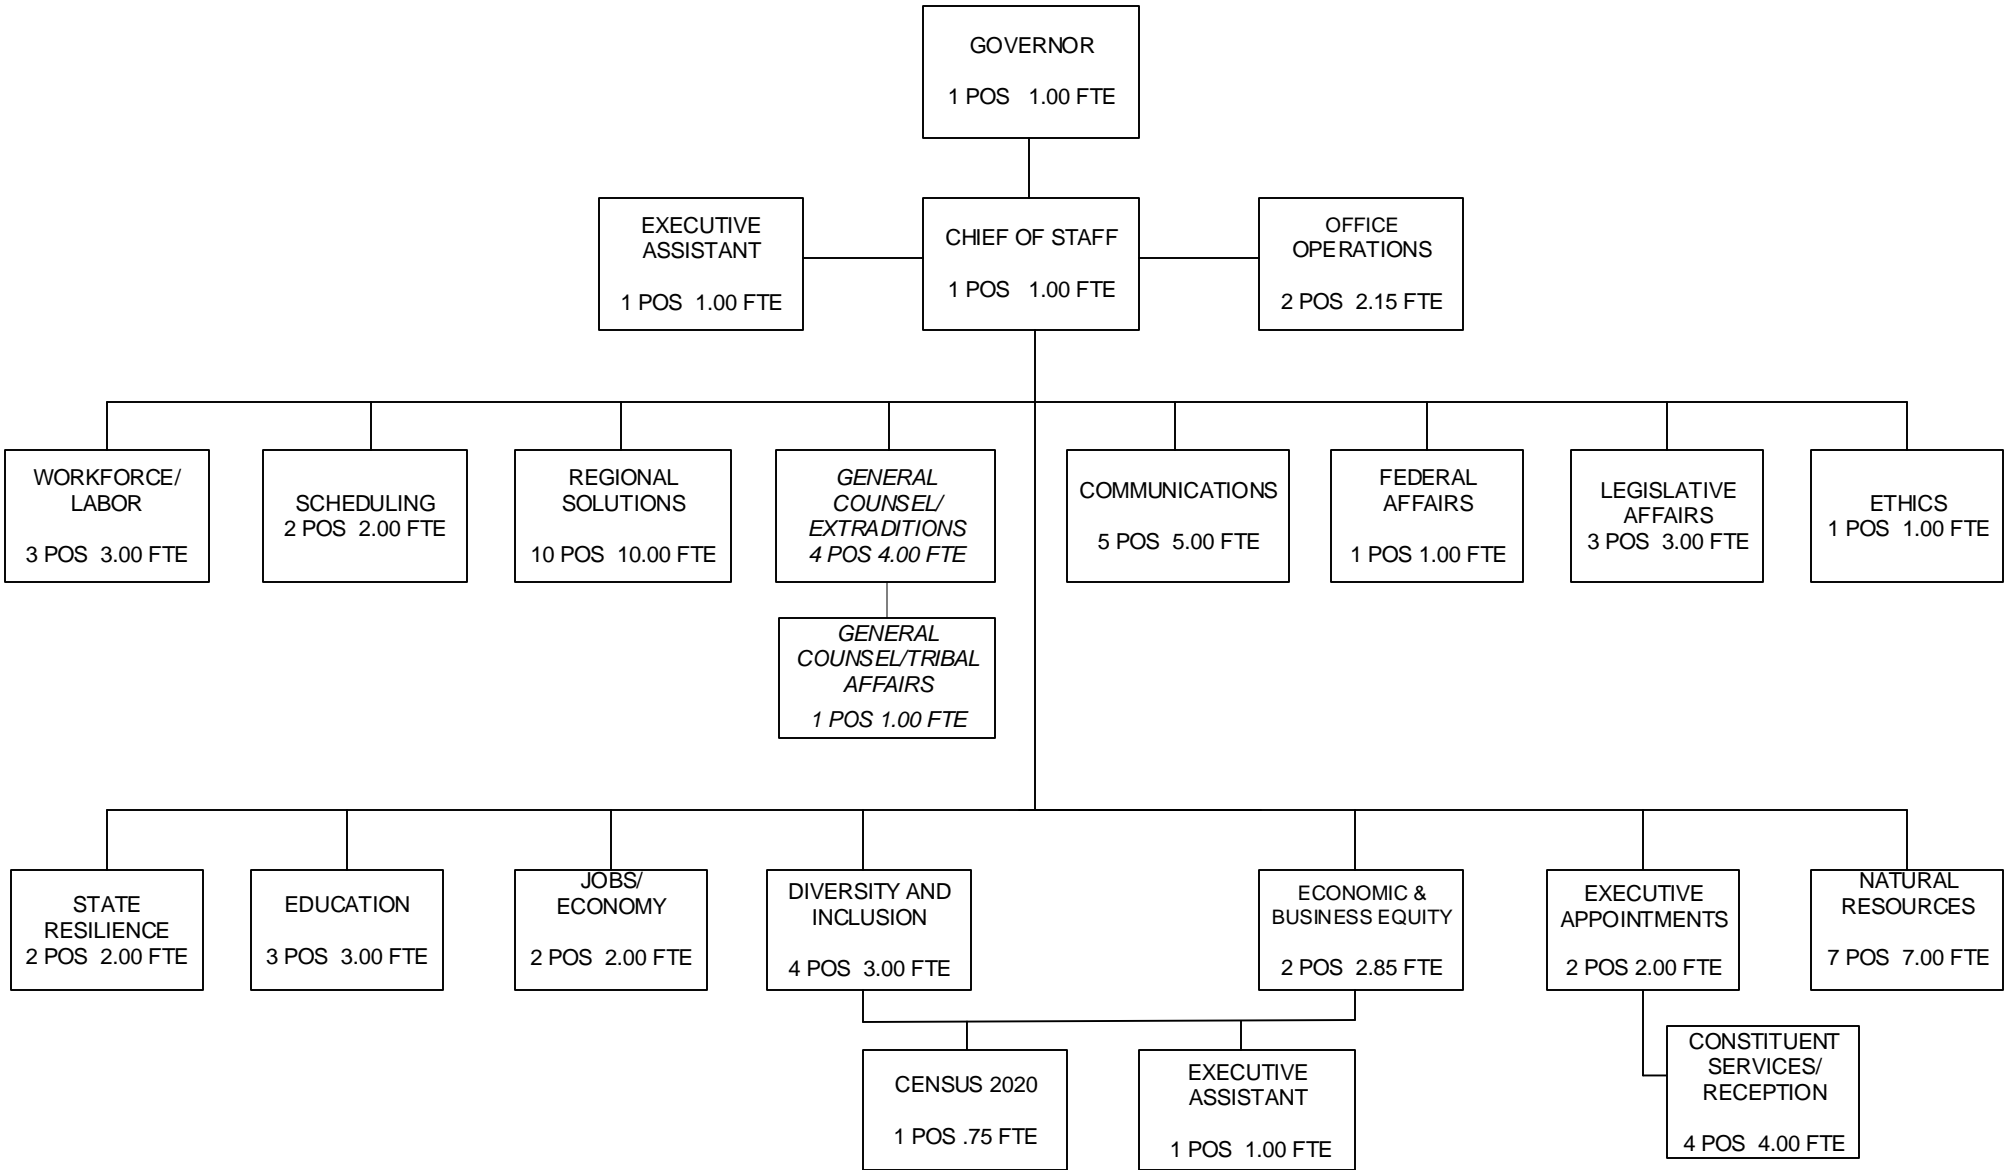 GOVERNOR
1 POS 1.00 FTE
EXECUTIVE
ASSISTANT
1 POS 1.00 FTE
CHIEF OF STAFF
1 POS 1.00 FTE
OFFICE
OPERATIONS
2 POS 2.15 FTE
WORKFORCE/
LABOR
3 POS 3.00 FTE
SCHEDULING
2 POS 2.00 FTE
REGIONAL
SOLUTIONS
10 POS 10.00 FTE
GENERAL
COUNSEL/
EXTRADITIONS
4 POS 4.00 FTE
COMMUNICATIONS
5 POS 5.00 FTE
FEDERAL
AFFAIRS
1 POS 1.00 FTE
LEGISLATIVE
AFFAIRS
3 POS 3.00 FTE
ETHICS
1 POS 1.00 FTE
GENERAL
COUNSEL/TRIBAL
AFFAIRS
1 POS 1.00 FTE
STATE
RESILIENCE
2 POS 2.00 FTE
EDUCATION
3 POS 3.00 FTE
JOBS/
ECONOMY
2 POS 2.00 FTE
DIVERSITY AND
INCLUSION
4 POS 3.00 FTE
ECONOMIC &
BUSINESS EQUITY
2 POS 2.85 FTE
EXECUTIVE
APPOINTMENTS
2 POS 2.00 FTE
NATURAL
RESOURCES
7 POS 7.00 FTE
CENSUS 2020
1 POS .75 FTE
EXECUTIVE
ASSISTANT
1 POS 1.00 FTE
CONSTITUENT
SERVICES/
RECEPTION
4 POS 4.00 FTE